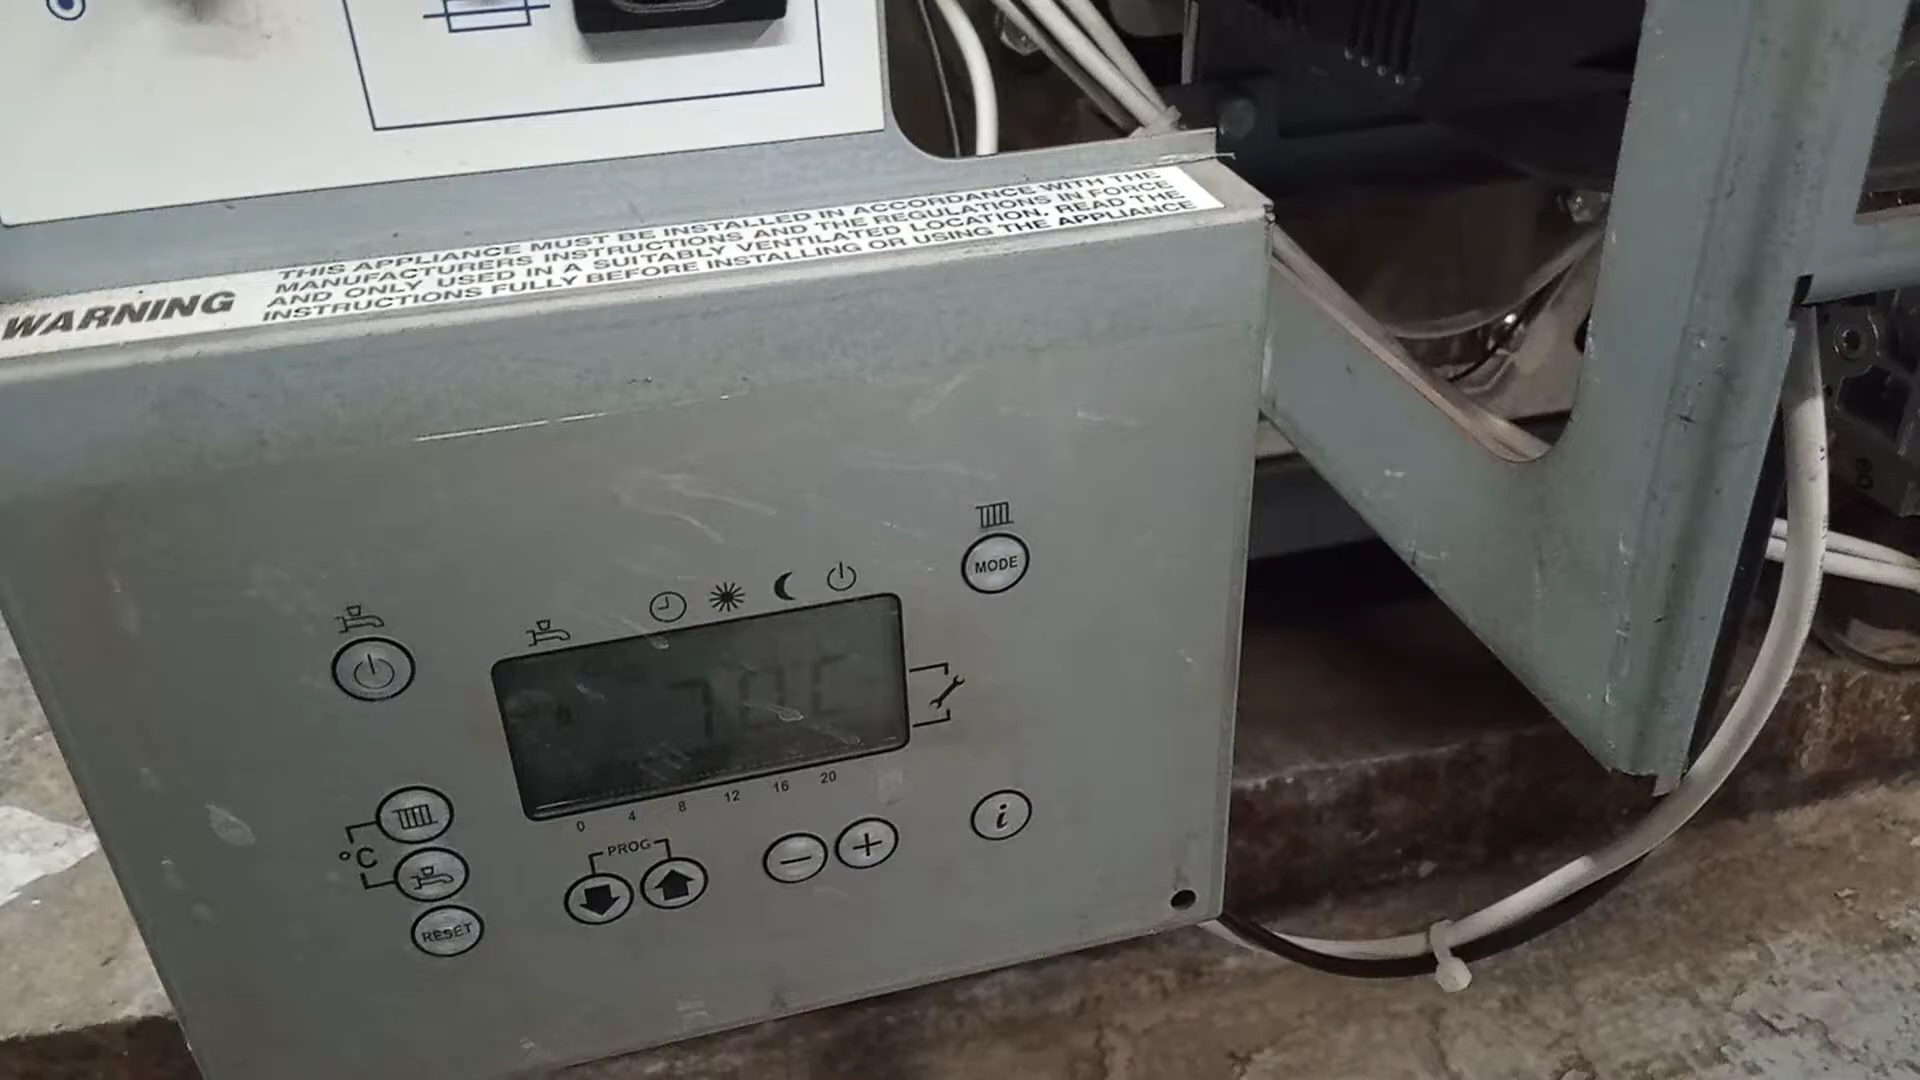 WARNING
THIS APPLIANCE MUST BE INSTALLED IN ACCORDANCE WITH THE
MANUFACTURERS INSTRUCTIONS AND THE REGULATIONS IN FORCE
AND ONLY USED IN A SUITABLY VENTILATED LOCATION. READ THE
INSTRUCTIONS FULLY BEFORE INSTALLING OR USING THE APPLIANCE
MODE
0 4 8 12 16 20
PROG
°C
i
RESET